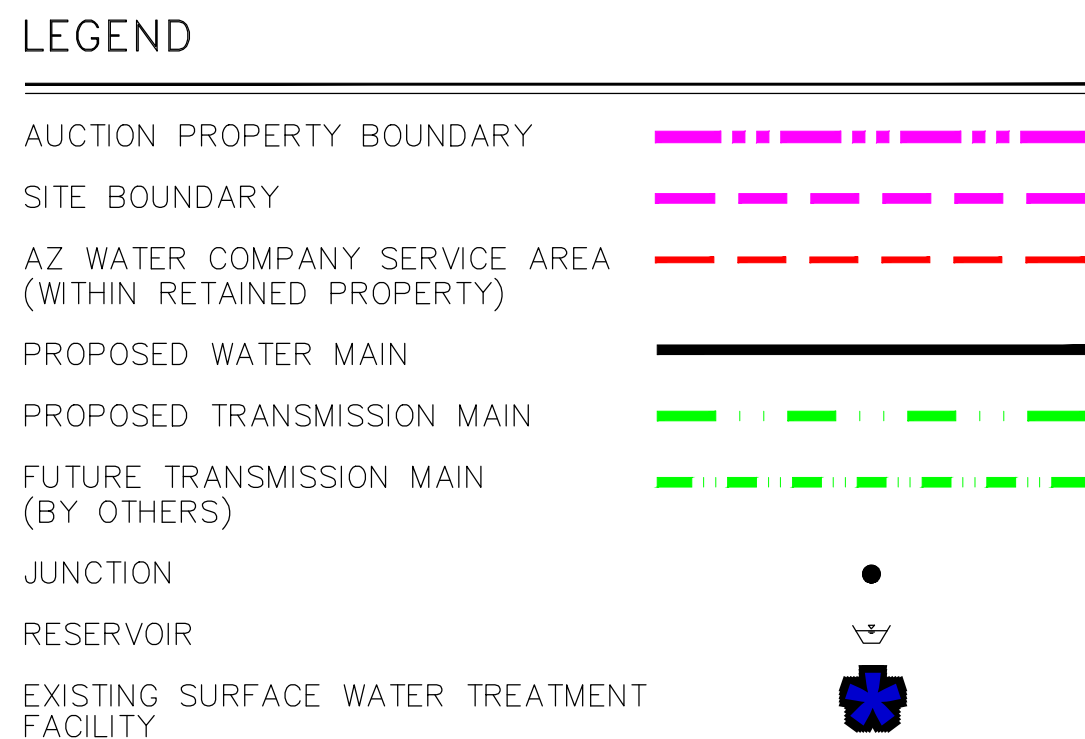 LEGEND
AUCTION PROPERTY BOUNDARY
SITE BOUNDARY
AZ WATER COMPANY SERVICE AREA
(WITHIN RETAINED PROPERTY)
PROPOSED WATER MAIN
PROPOSED TRANSMISSION MAIN
FUTURE TRANSMISSION MAIN
(BY OTHERS)
JUNCTION
RESERVOIR
EXISTING SURFACE WATER TREATMENT
FACILITY